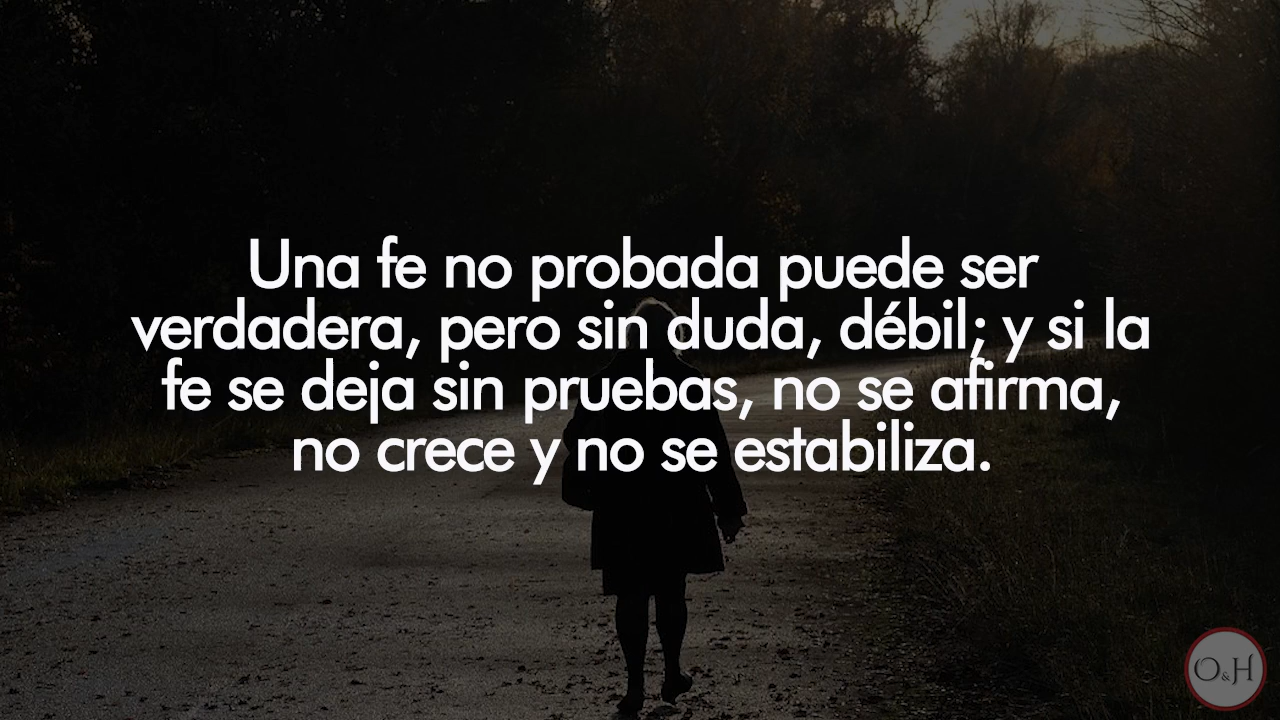 Una fe no probada puede ser
verdadera, pero sin duda, débil; y si la
fe se deja sin pruebas, no se afirma,
no crece y no se estabiliza.
O&H